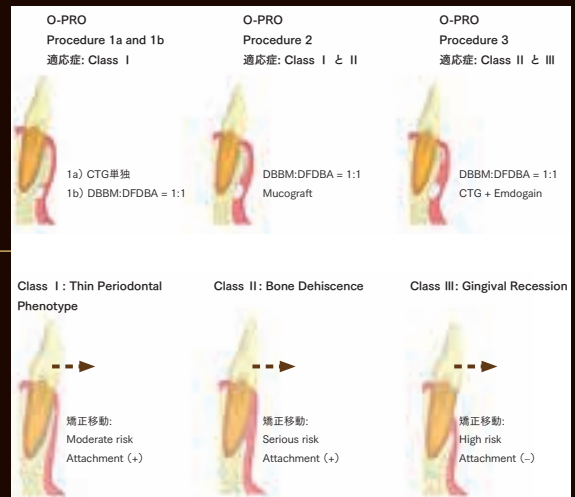 O-PRO
Procedure 1a and 1b
適応症: Class Ⅰ
1a) CTG単独
1b) DBBM:DFDBA = 1:1
O-PRO
Procedure 2
適応症: Class Ⅰ と Ⅱ
DBBM:DFDBA = 1:1
Mucograft
O-PRO
Procedure 3
適応症: Class Ⅱ と Ⅲ
DBBM:DFDBA = 1:1
CTG + Emdogain
Class Ⅰ: Thin Periodontal
Phenotype
矯正移動:
Moderate risk
Attachment (+)
Class Ⅱ: Bone Dehiscence
矯正移動:
Serious risk
Attachment (+)
Class Ⅲ: Gingival Recession
矯正移動:
High risk
Attachment (−)